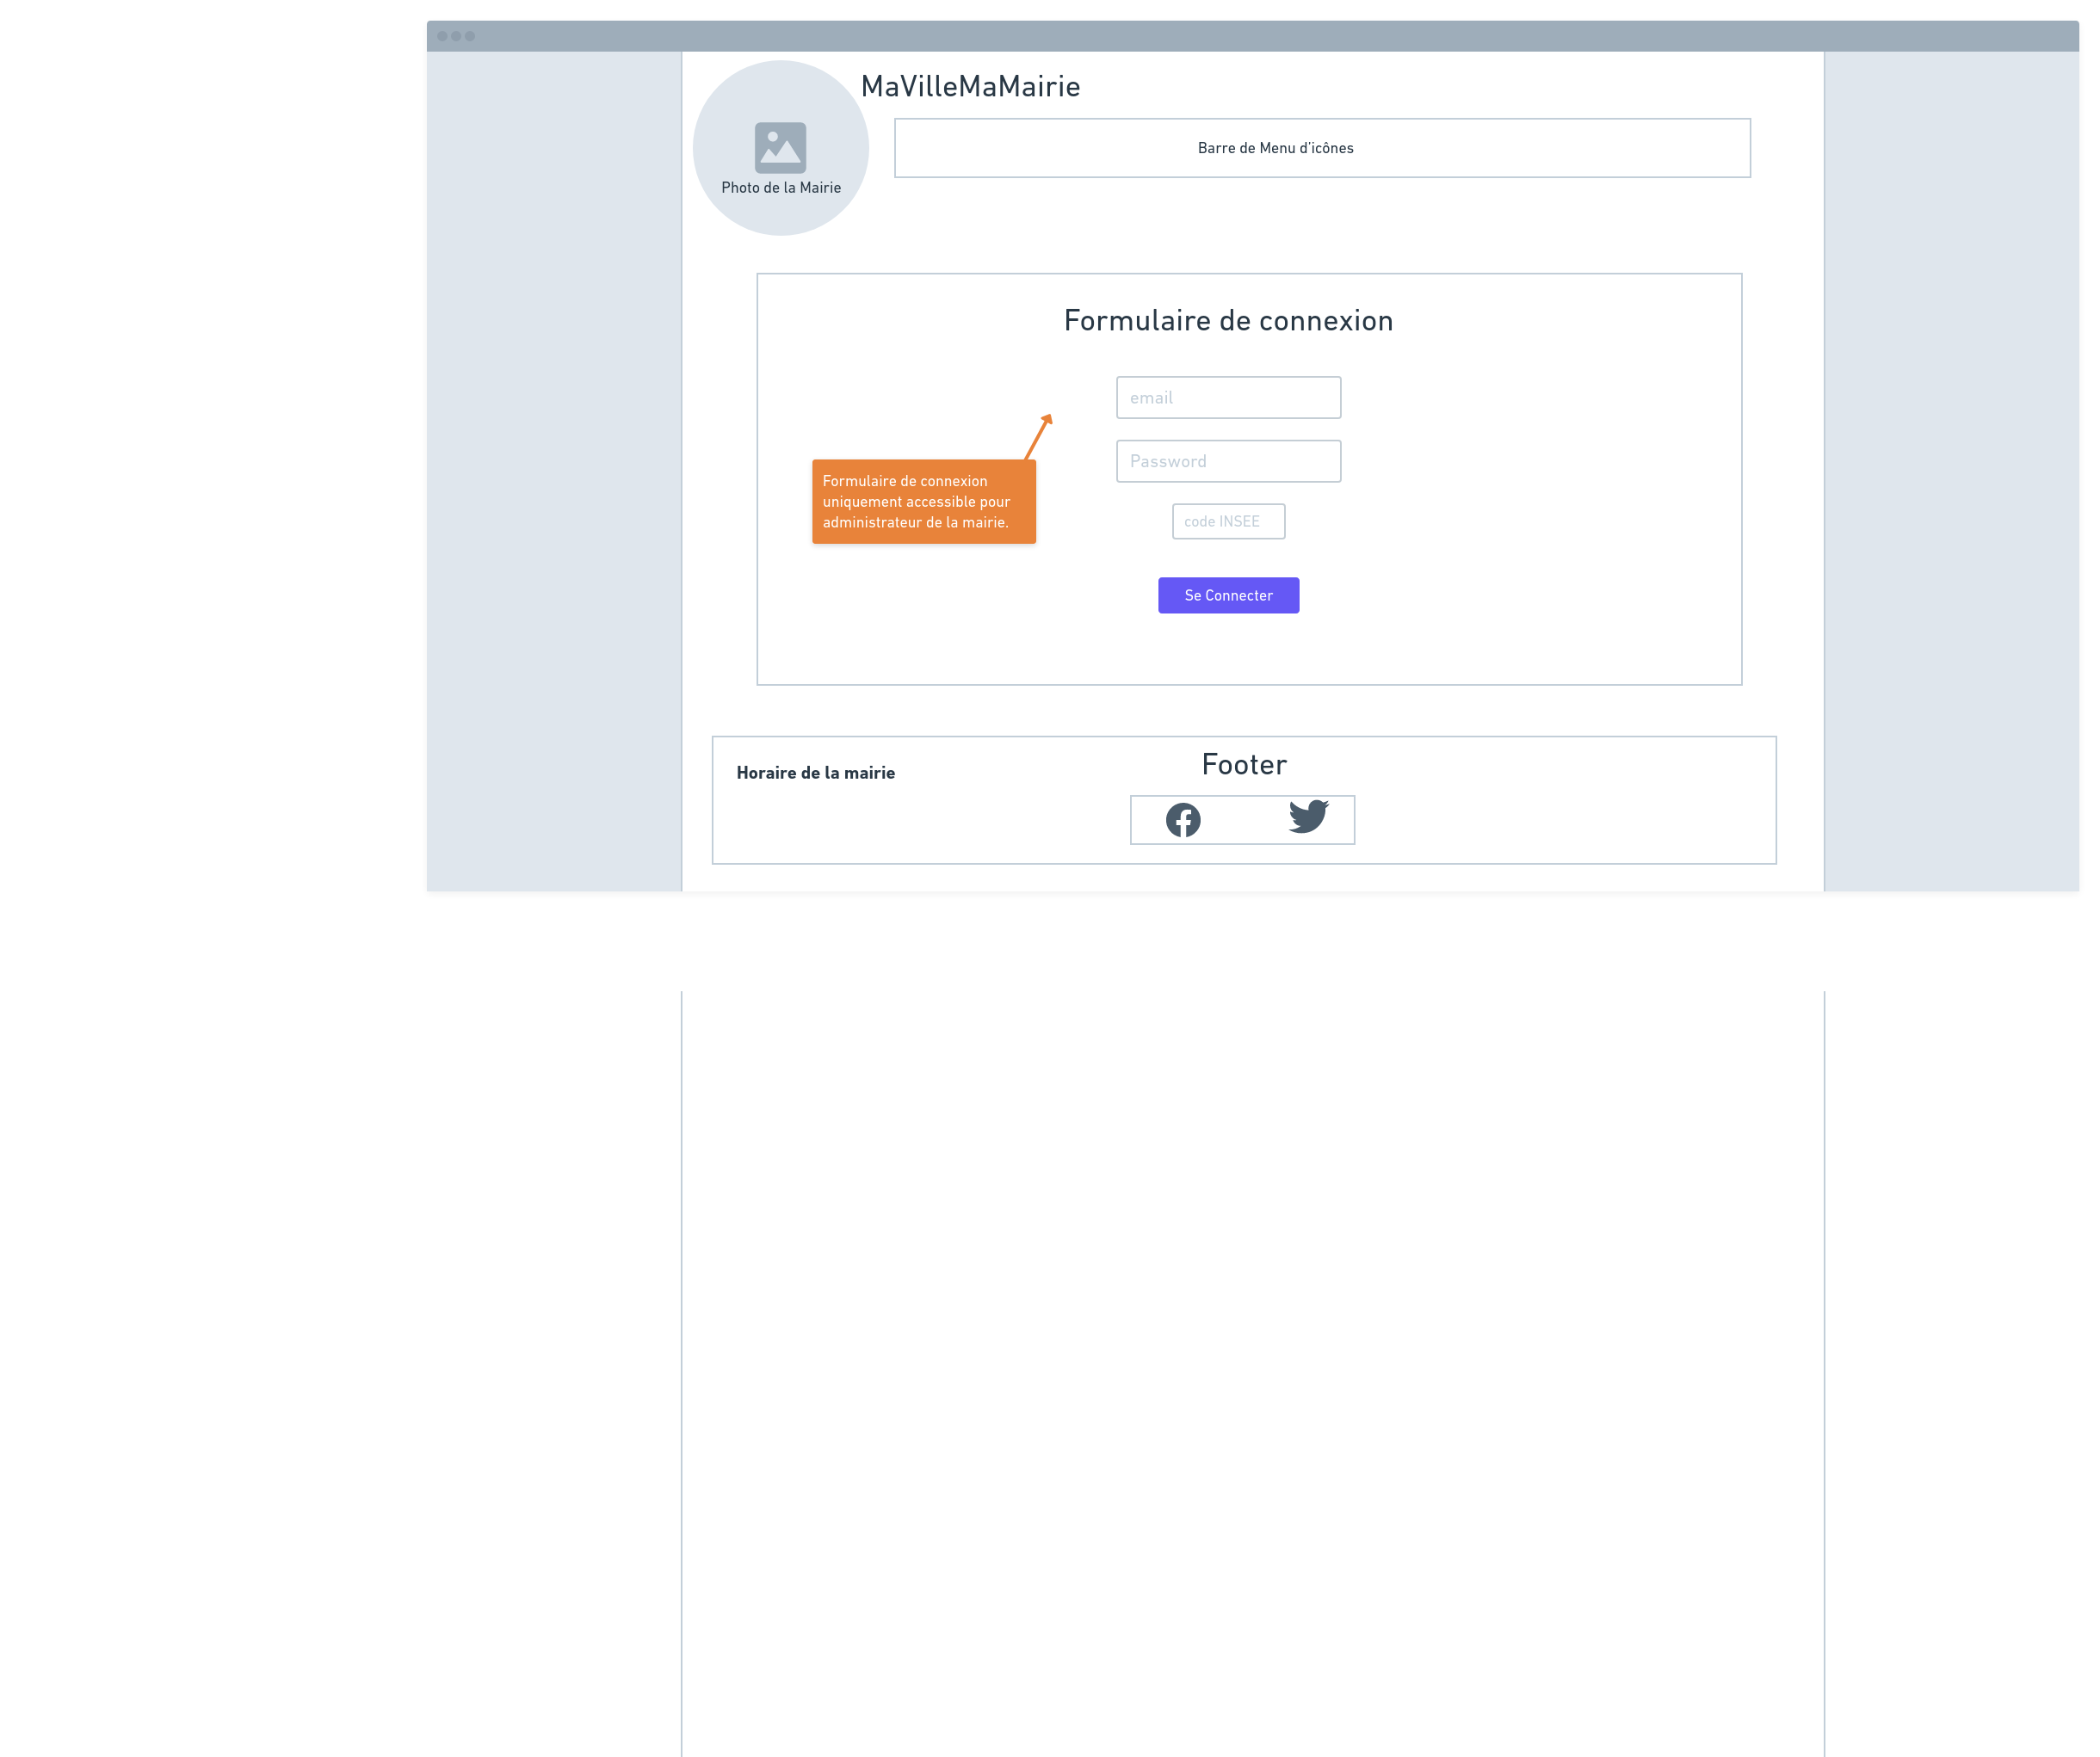 MaVilleMaMairie
Barre de Menu d'icônes
Photo de la Mairie
Formulaire de connexion
email
Password
Formulaire de connexion
uniquement accessible pour
administrateur de la mairie.
code INSEE
Se Connecter
Footer
Horaire de la mairie